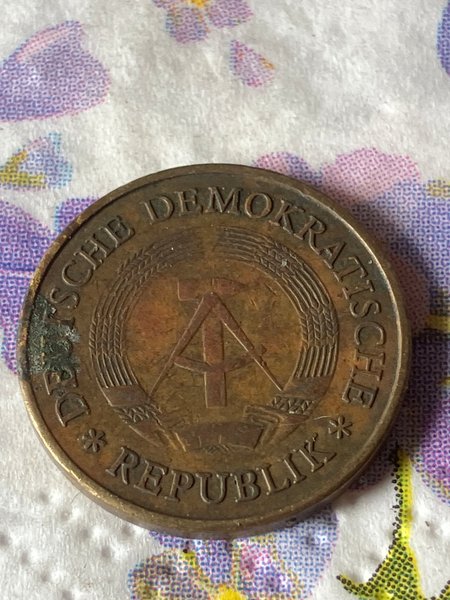 DEUTSCHE DEMOKRATISCHE
* REPUBLIK *